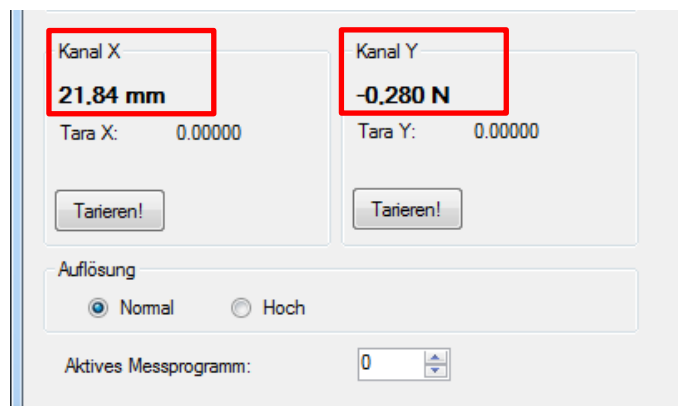 Kanal X
21,84 mm
Tara X: 0.00000
Tarieren!
Kanal Y
-0,280 N
Tara Y: 0.00000
Tarieren!
Auflösung
Normal Hoch
Aktives Messprogramm: 0